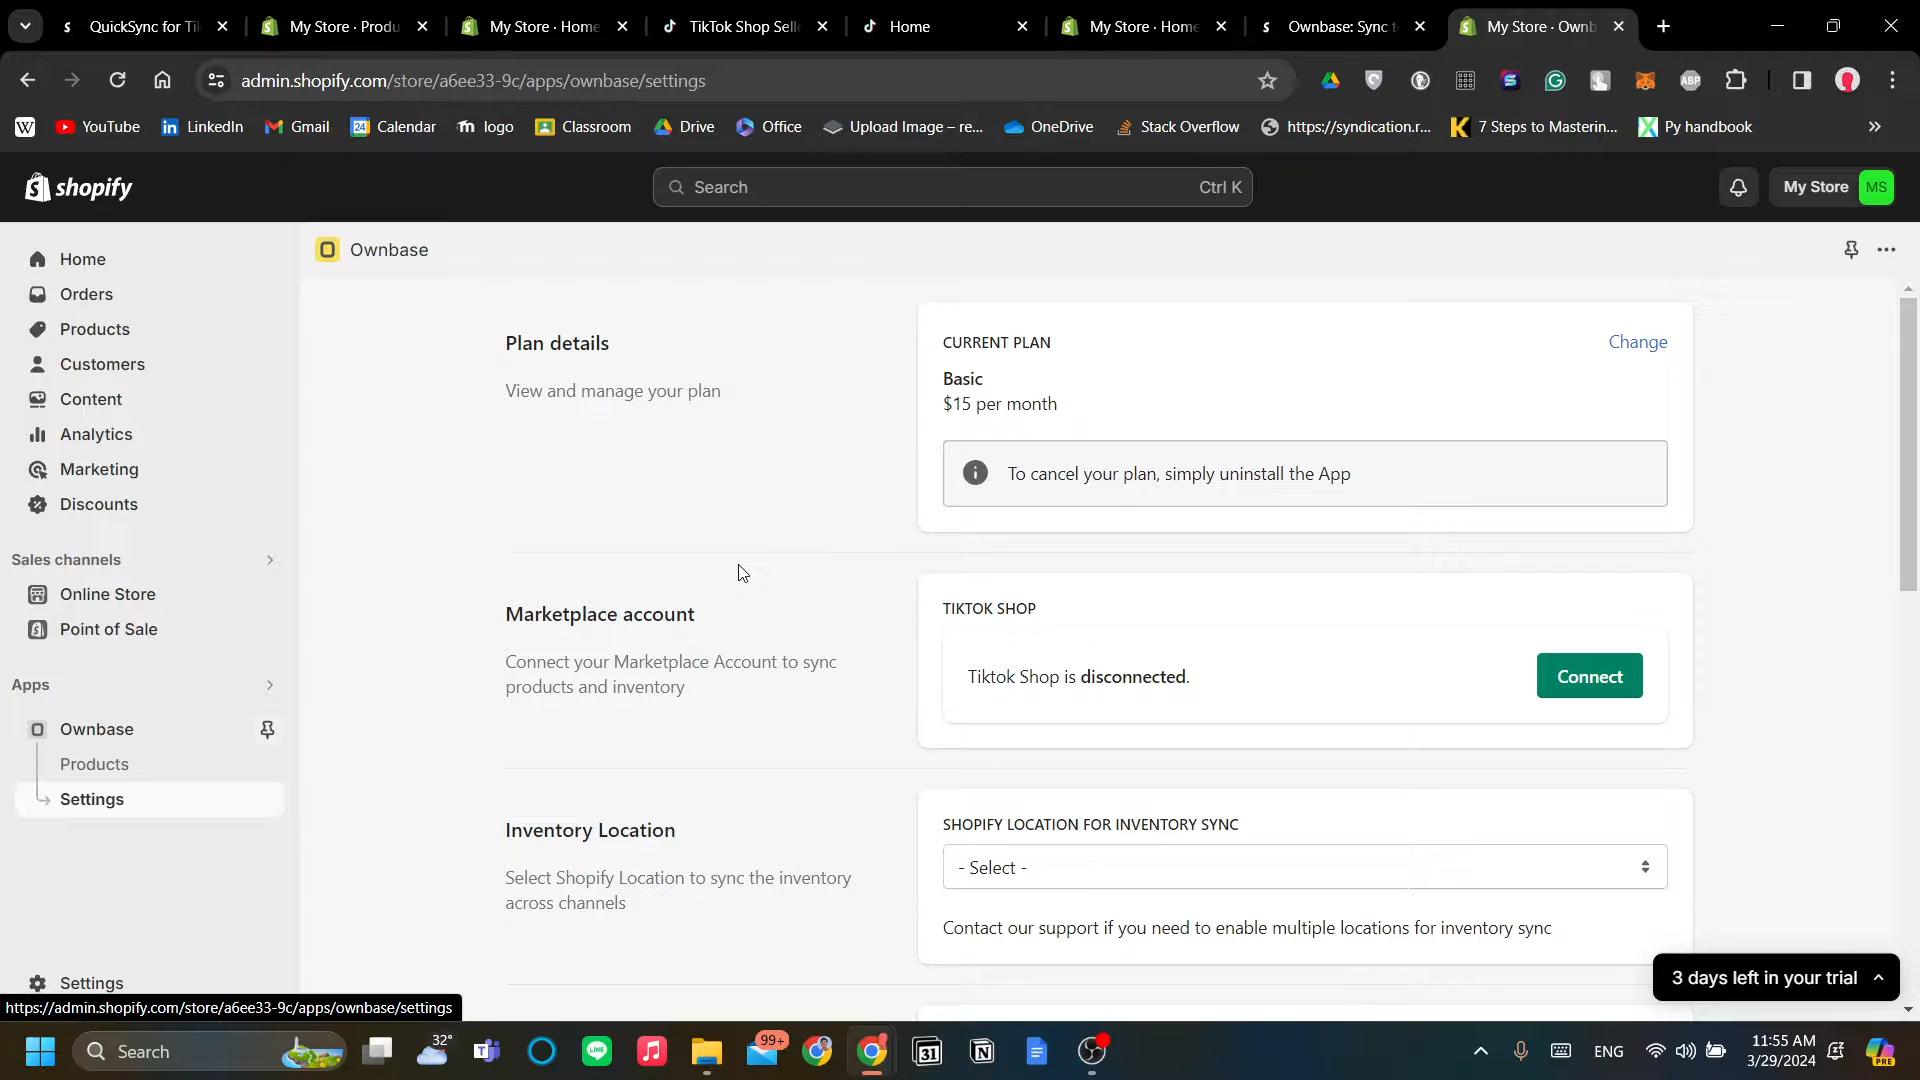 QuickSync for Ti
My Store · Produ
My Store · Home
TikTok Shop Selle
Home
My Store · Home
Ownbase: Sync t
My Store · Ownb
admin.shopify.com/store/a6ee33-9c/apps/ownbase/settings
YouTube
LinkedIn
Gmail
Calendar
logo
Classroom
Drive
Office
Upload Image – re...
OneDrive
Stack Overflow
https://syndication.r...
7 Steps to Masterin...
Py handbook
shopify
Search
Ctrl K
My Store
MS
Ownbase
Home
Orders
Products
Customers
Content
Analytics
Marketing
Discounts
Sales channels
Online Store
Point of Sale
Apps
Ownbase
Products
Settings
Settings
Plan details
View and manage your plan
CURRENT PLAN
Change
Basic
$15 per month
To cancel your plan, simply uninstall the App
Marketplace account
Connect your Marketplace Account to sync
products and inventory
TIKTOK SHOP
Tiktok Shop is disconnected.
Connect
Inventory Location
Select Shopify Location to sync the inventory
across channels
SHOPIFY LOCATION FOR INVENTORY SYNC
- Select -
Contact our support if you need to enable multiple locations for inventory sync
3 days left in your trial
https://admin.shopify.com/store/a6ee33-9c/apps/ownbase/settings
Search
32°
99+
31
ENG
11:55 AM
3/29/2024
PRE